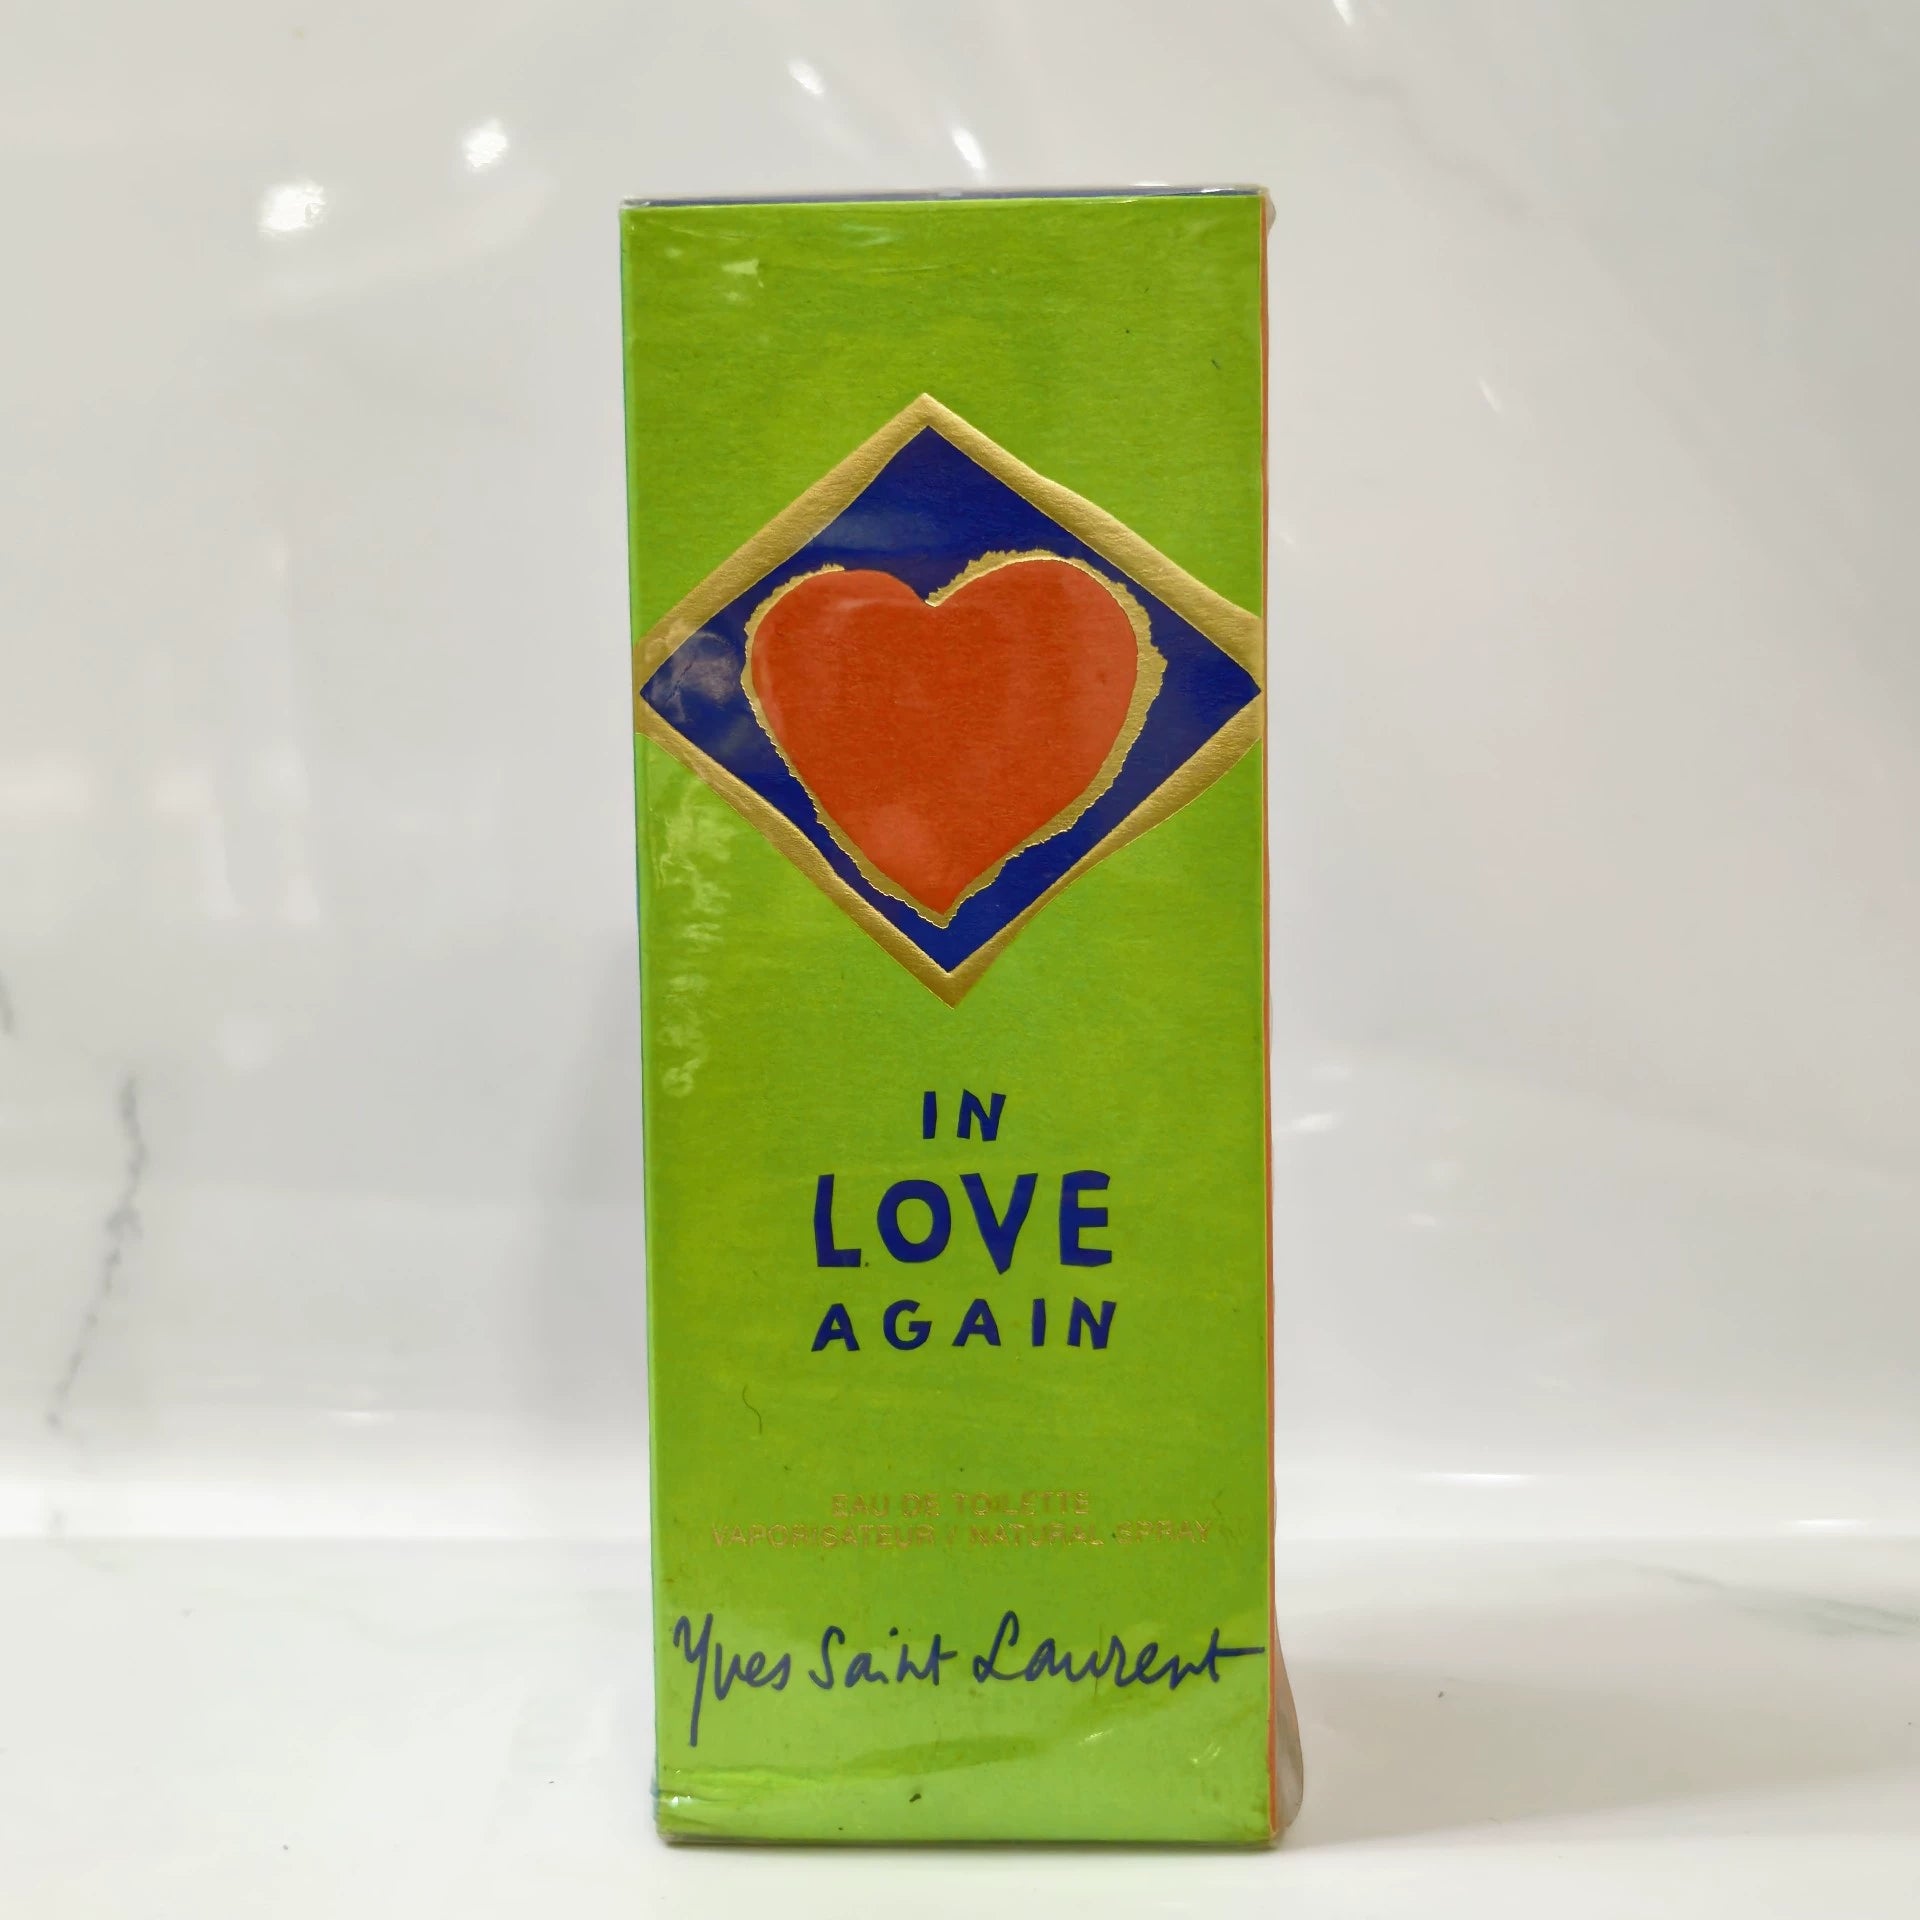 IN
LOVE
AGAIN
EAU DE TOILETTE
VAPORISATEUR / NATURAL SPRAY
Yves Saint Laurent